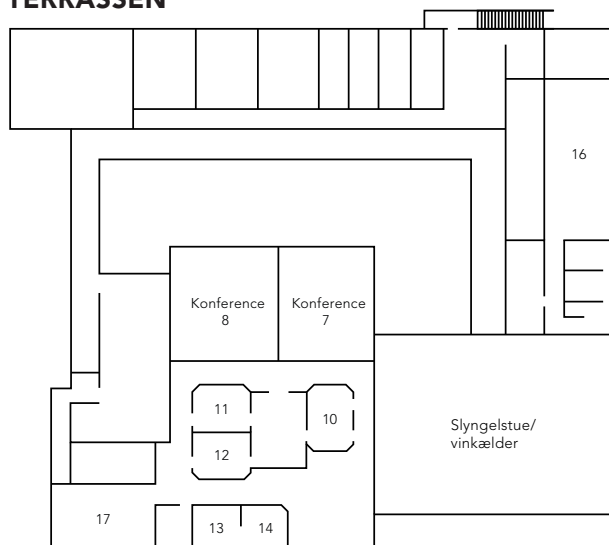 TERRASSEN
16
Konference
8
Konference
7
11
10
12
Slyngelstue/
vinkælder
17
13
14